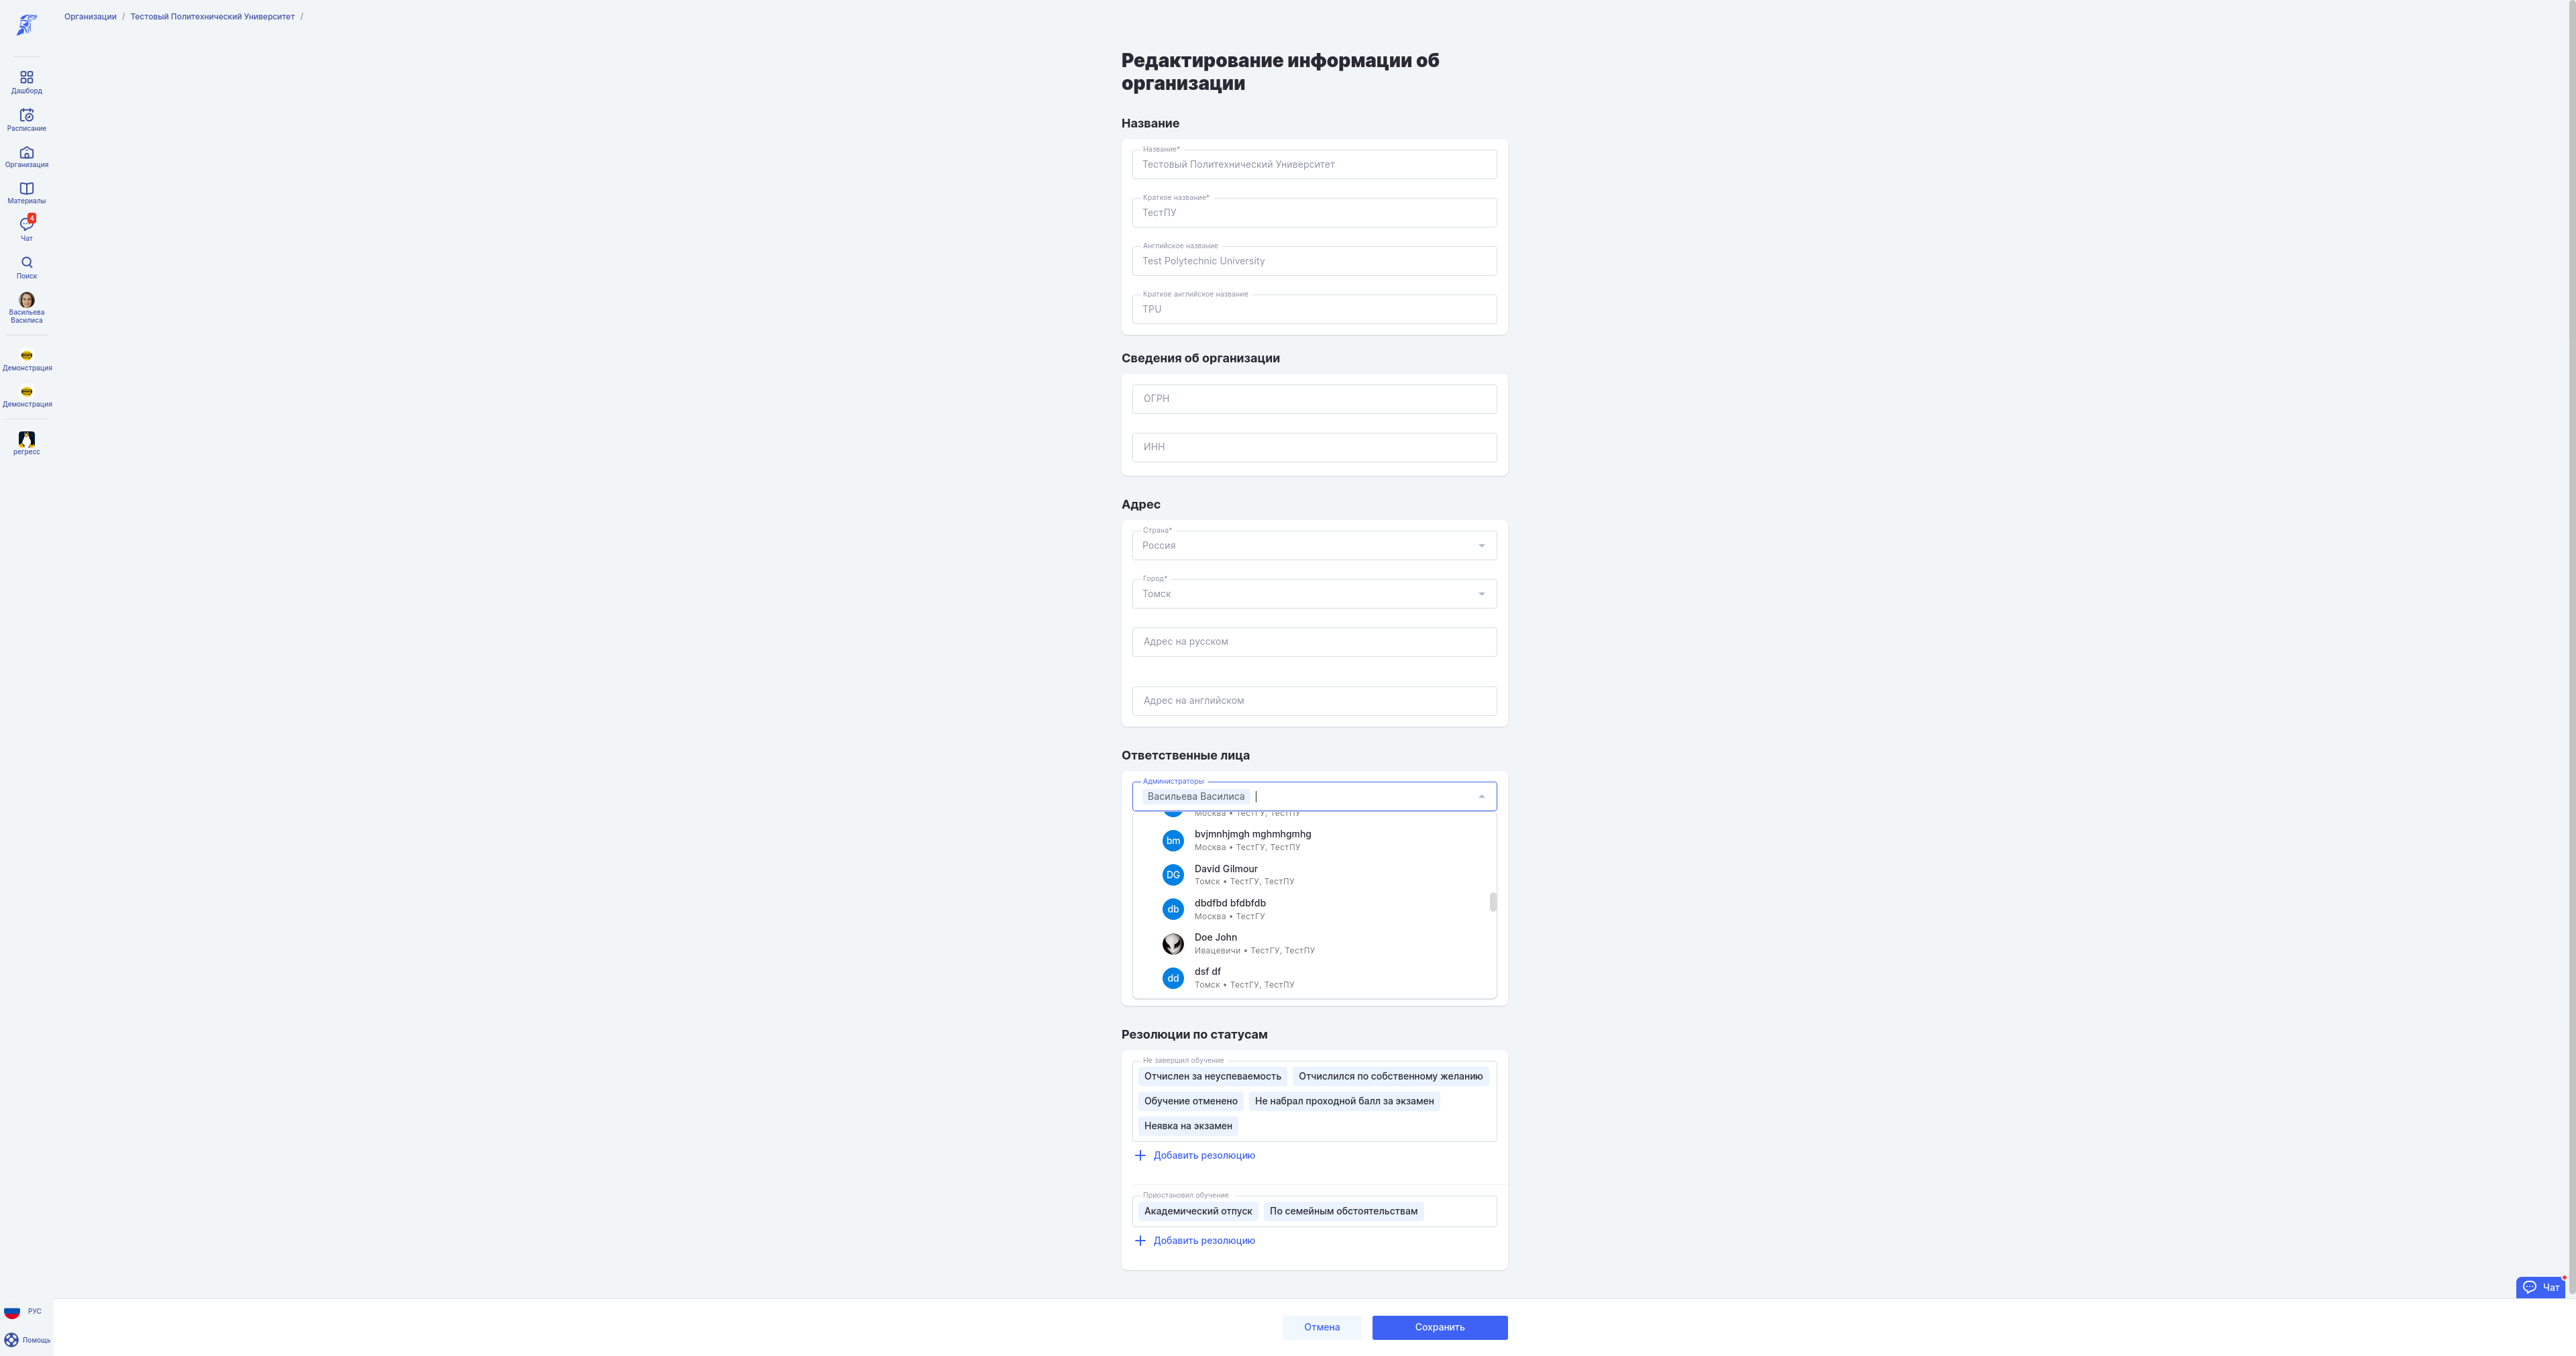 Организации / Тестовый Политехнический Университет /
Дашборд
Расписание
Организация
Материалы
4
Чат
Поиск
Васильева
Василиса
Демонстрация
Демонстрация
регресс
РУС
Помощь
Редактирование информации об
организации
Название
Название*
Тестовый Политехнический Университет
Краткое название*
ТестПУ
Английское название
Test Polytechnic University
Краткое английское название
TPU
Сведения об организации
ОГРН
ИНН
Адрес
Страна*
Россия
Город*
Томск
Адрес на русском
Адрес на английском
Ответственные лица
Администраторы
Васильева Василиса
Москва • ТестГУ, ТестПУ
bm
bvjmnhjmgh mghmhgmhg
Москва • ТестГУ, ТестПУ
DG
David Gilmour
Томск • ТестГУ, ТестПУ
db
dbdfbd bfdbfdb
Москва • ТестГУ
Doe John
Ивацевичи • ТестГУ, ТестПУ
dd
dsf df
Томск • ТестГУ, ТестПУ
Резолюции по статусам
Не завершил обучение
Отчислен за неуспеваемость Отчислился по собственному желанию
Обучение отменено Не набрал проходной балл за экзамен
Неявка на экзамен
Добавить резолюцию
Приостановил обучение
Академический отпуск По семейным обстоятельствам
Добавить резолюцию
Чат
Отмена Сохранить